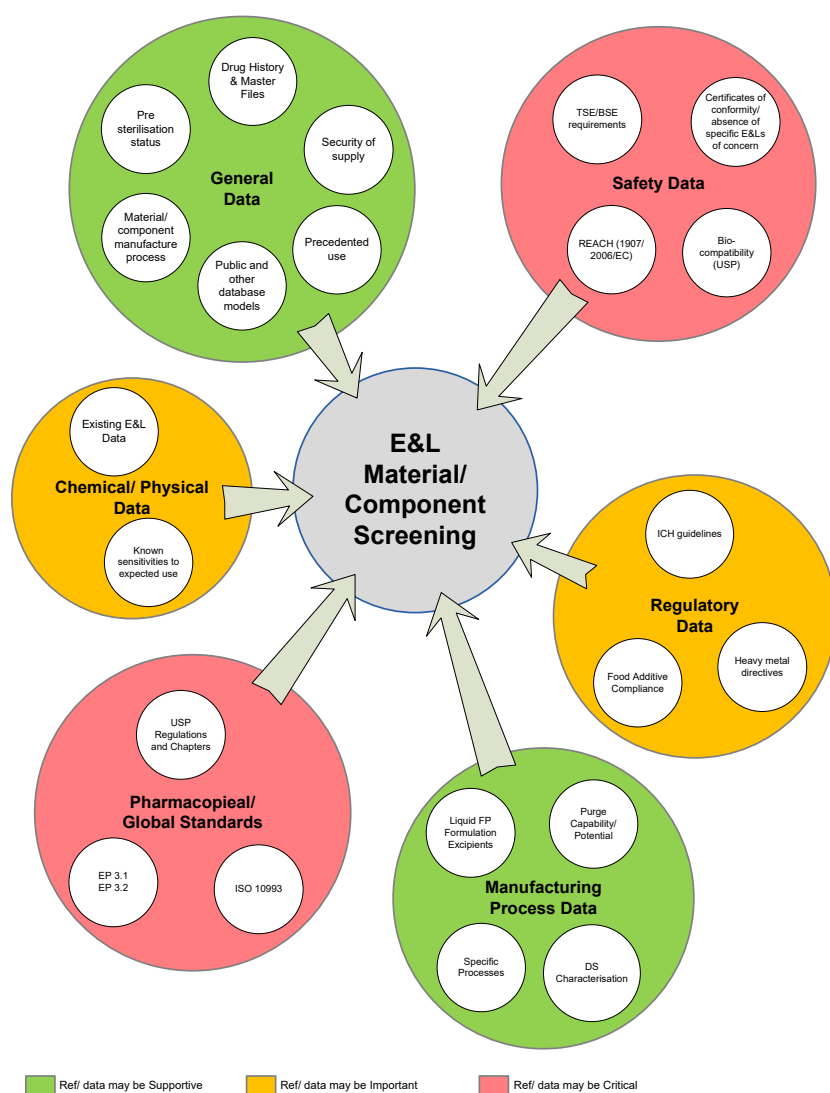 Drug History
& Master
Files
Pre
sterilisation
status
Security of
supply
General
Data
Material/
component
manufacture
process
Precedented
use
Public and
other
database
models
TSE/BSE
requirements
Certificates of
conformity/
absence of
specific E&Ls
of concern
Safety Data
REACH (1907/
2006/EC)
Bio-
compatibility
(USP)
Existing E&L
Data
Chemical/ Physical
Data
Known
sensitivities to
expected use
E&L
Material/
Component
Screening
ICH guidelines
Regulatory
Data
Food Additive
Compliance
Heavy metal
directives
USP
Regulations
and Chapters
Pharmacopieal/
Global Standards
EP 3.1
EP 3.2
ISO 10993
Liquid FP
Formulation
Excipients
Purge
Capability/
Potential
Manufacturing
Process Data
Specific
Processes
DS
Characterisation
Ref/ data may be Supportive
Ref/ data may be Important
Ref/ data may be Critical